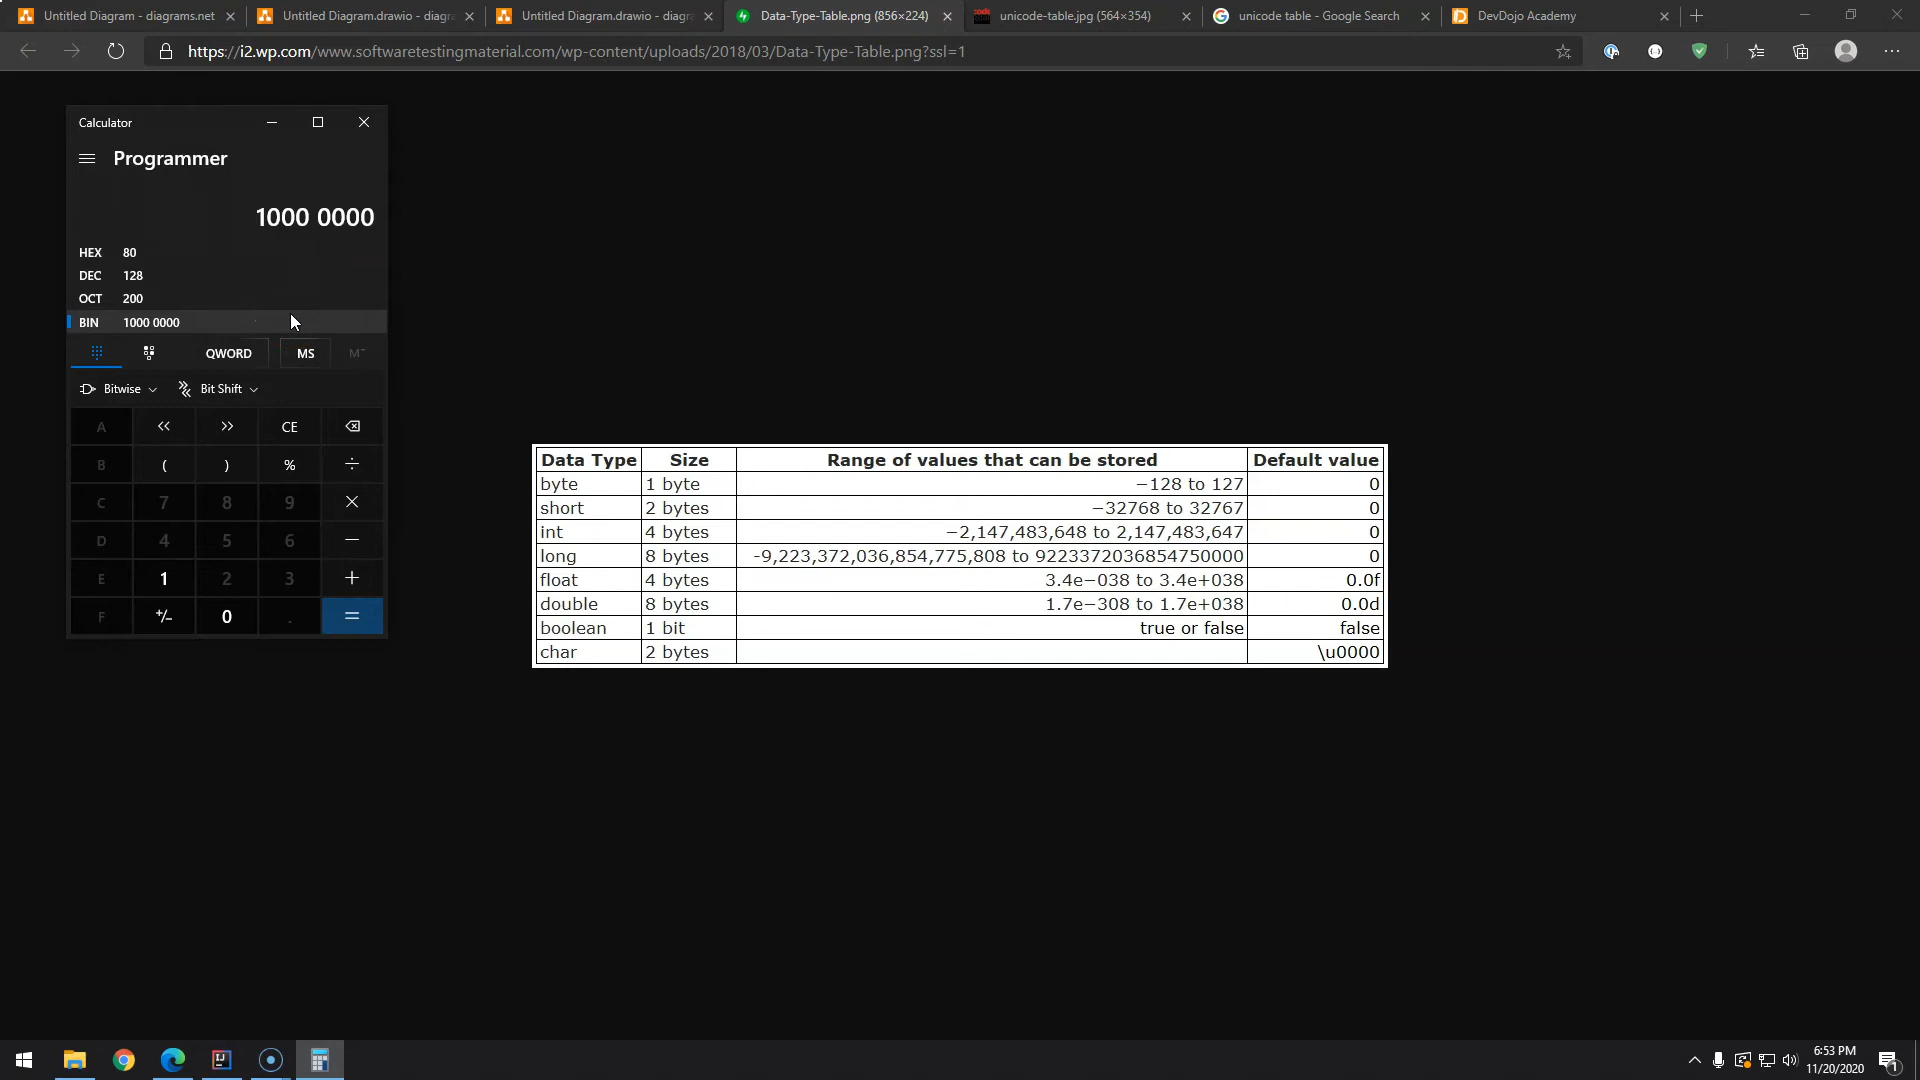 Untitled Diagram - diagrams.net
Untitled Diagram.drawio - diagra
Untitled Diagram.drawio - diagra
Data-Type-Table.png (856×224)
unicode-table.jpg (564×354)
unicode table - Google Search
DevDojo Academy
https://i2.wp.com/www.softwaretestingmaterial.com/wp-content/uploads/2018/03/Data-Type-Table.png?ssl=1
Calculator
Programmer
1000 0000
HEX 80
DEC 128
OCT 200
BIN 1000 0000
QWORD MS M˅
Bitwise Bit Shift
A << >> CE
B ( ) % ÷
C 7 8 9 ×
D 4 5 6 −
E 1 2 3 +
F +/− 0 . =
Data Type Size Range of values that can be stored Default value
byte 1 byte −128 to 127 0
short 2 bytes −32768 to 32767 0
int 4 bytes −2,147,483,648 to 2,147,483,647 0
long 8 bytes -9,223,372,036,854,775,808 to 9223372036854750000 0
float 4 bytes 3.4e−038 to 3.4e+038 0.0f
double 8 bytes 1.7e−308 to 1.7e+038 0.0d
boolean 1 bit true or false false
char 2 bytes \u0000
6:53 PM
11/20/2020
1